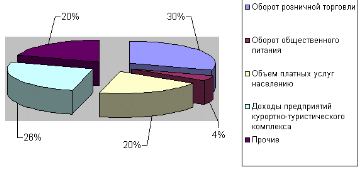 20%
30%
26%
20%
4%
Оборот розничной торговли
Оборот общественного
питания
Объем платных услуг
населению
Доходы предприятий
курортно-туристического
комплекса
Прочие